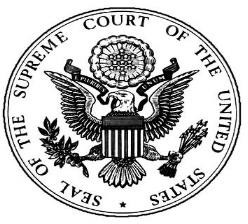 SEAL OF THE SUPREME COURT OF THE UNITED STATES